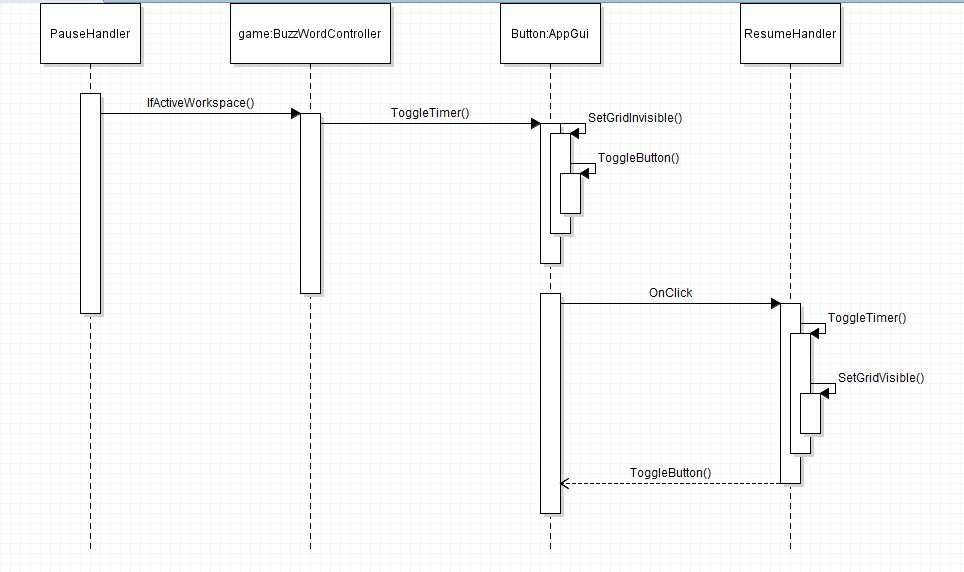 PauseHandler
game:BuzzWordController
Button:AppGui
ResumeHandler
IfActiveWorkspace()
ToggleTimer()
SetGridInvisible()
ToggleButton()
OnClick
ToggleTimer()
SetGridVisible()
ToggleButton()